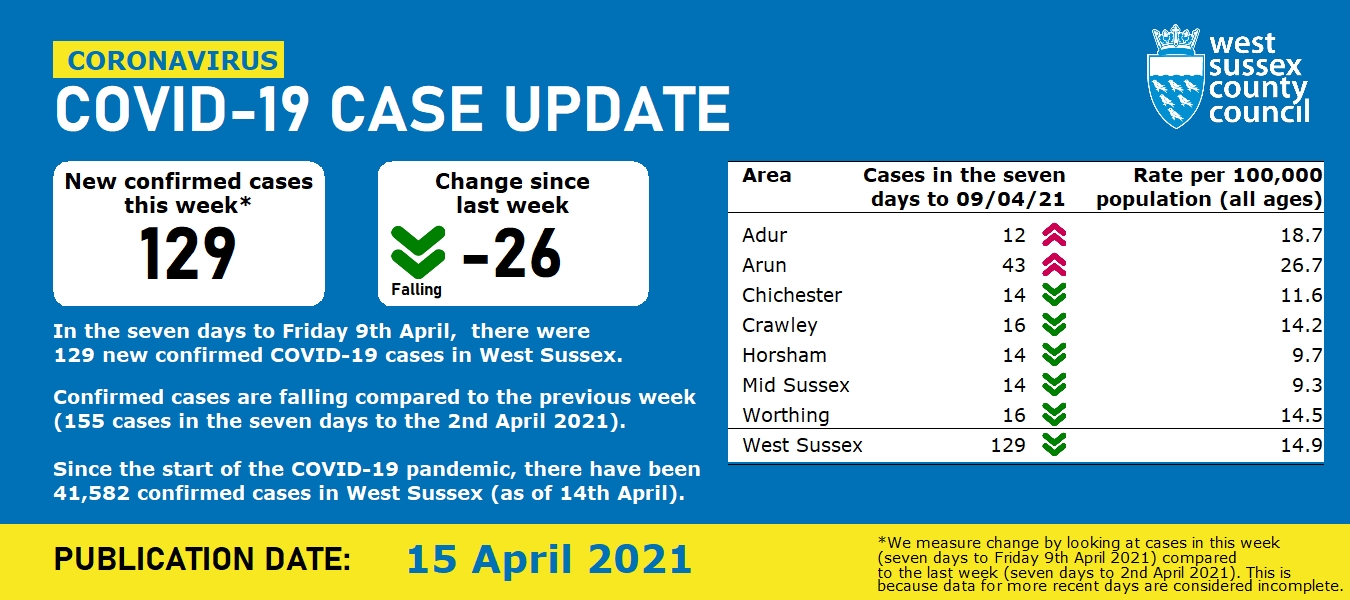 CORONAVIRUS
COVID-19 CASE UPDATE
west
sussex
county
council
New confirmed cases
this week*
129
Change since
last week
-26
Falling
In the seven days to Friday 9th April,  there were
129 new confirmed COVID-19 cases in West Sussex.
Confirmed cases are falling compared to the previous week
(155 cases in the seven days to the 2nd April 2021).
Since the start of the COVID-19 pandemic, there have been
41,582 confirmed cases in West Sussex (as of 14th April).
Area Cases in the seven Rate per 100,000
days to 09/04/21 population (all ages)
Adur 12 18.7
Arun 43 26.7
Chichester 14 11.6
Crawley 16 14.2
Horsham 14 9.7
Mid Sussex 14 9.3
Worthing 16 14.5
West Sussex 129 14.9
PUBLICATION DATE: 15 April 2021
*We measure change by looking at cases in this week
(seven days to Friday 9th April 2021) compared
to the last week (seven days to 2nd April 2021). This is
because data for more recent days are considered incomplete.